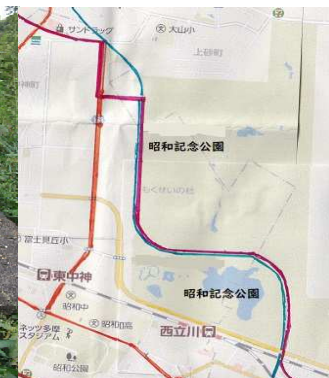 サンドラッグ
大山小
上砂町
神町
昭和記念公園
もくせいの杜
富士見丘小
東中神
昭和記念公園
昭和中
ネッツ多摩
スタジアム
昭和高
西立川
昭和公園